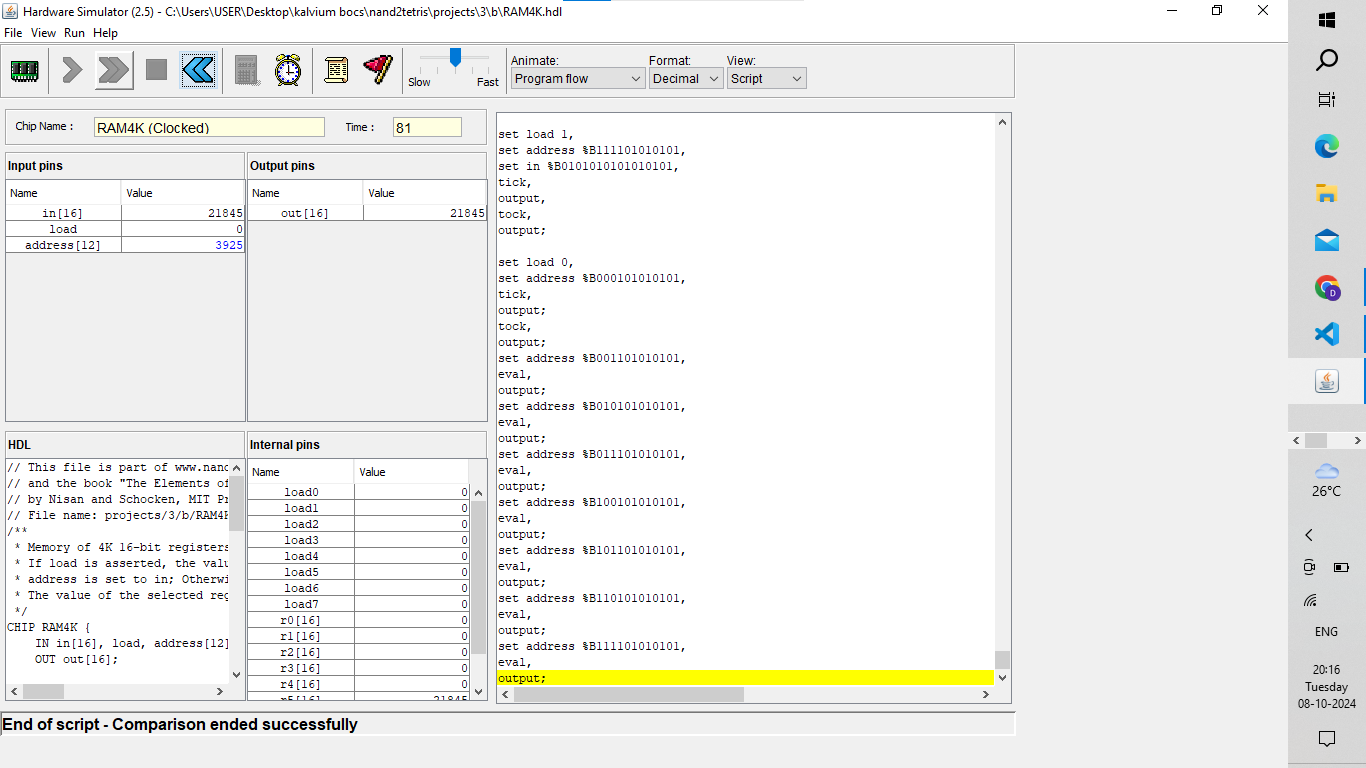 Hardware Simulator (2.5) - C:\Users\USER\Desktop\kalvium bocs\nand2tetris\projects\3\b\RAM4K.hdl
File View Run Help
Slow Fast
Animate: Format: View:
Program flow Decimal Script
Chip Name : RAM4K (Clocked) Time : 81
Input pins
Name Value
in[16] 21845
load 0
address[12] 3925
Output pins
Name Value
out[16] 21845
HDL
// This file is part of www.nand
// and the book "The Elements of
// by Nisan and Schocken, MIT Pr
// File name: projects/3/b/RAM4K
/**
* Memory of 4K 16-bit registers
* If load is asserted, the valu
* address is set to in; Otherwi
* The value of the selected reg
*/
CHIP RAM4K {
IN in[16], load, address[12]
OUT out[16];
Internal pins
Name Value
load0 0
load1 0
load2 0
load3 0
load4 0
load5 0
load6 0
load7 0
r0[16] 0
r1[16] 0
r2[16] 0
r3[16] 0
r4[16] 0
r5[16] 21845
set load 1,
set address %B111101010101,
set in %B0101010101010101,
tick,
output,
tock,
output;
set load 0,
set address %B000101010101,
tick,
output;
tock,
output;
set address %B001101010101,
eval,
output;
set address %B010101010101,
eval,
output;
set address %B011101010101,
eval,
output;
set address %B100101010101,
eval,
output;
set address %B101101010101,
eval,
output;
set address %B110101010101,
eval,
output;
set address %B111101010101,
eval,
output;
End of script - Comparison ended successfully
D
26°C
ENG
20:16
Tuesday
08-10-2024